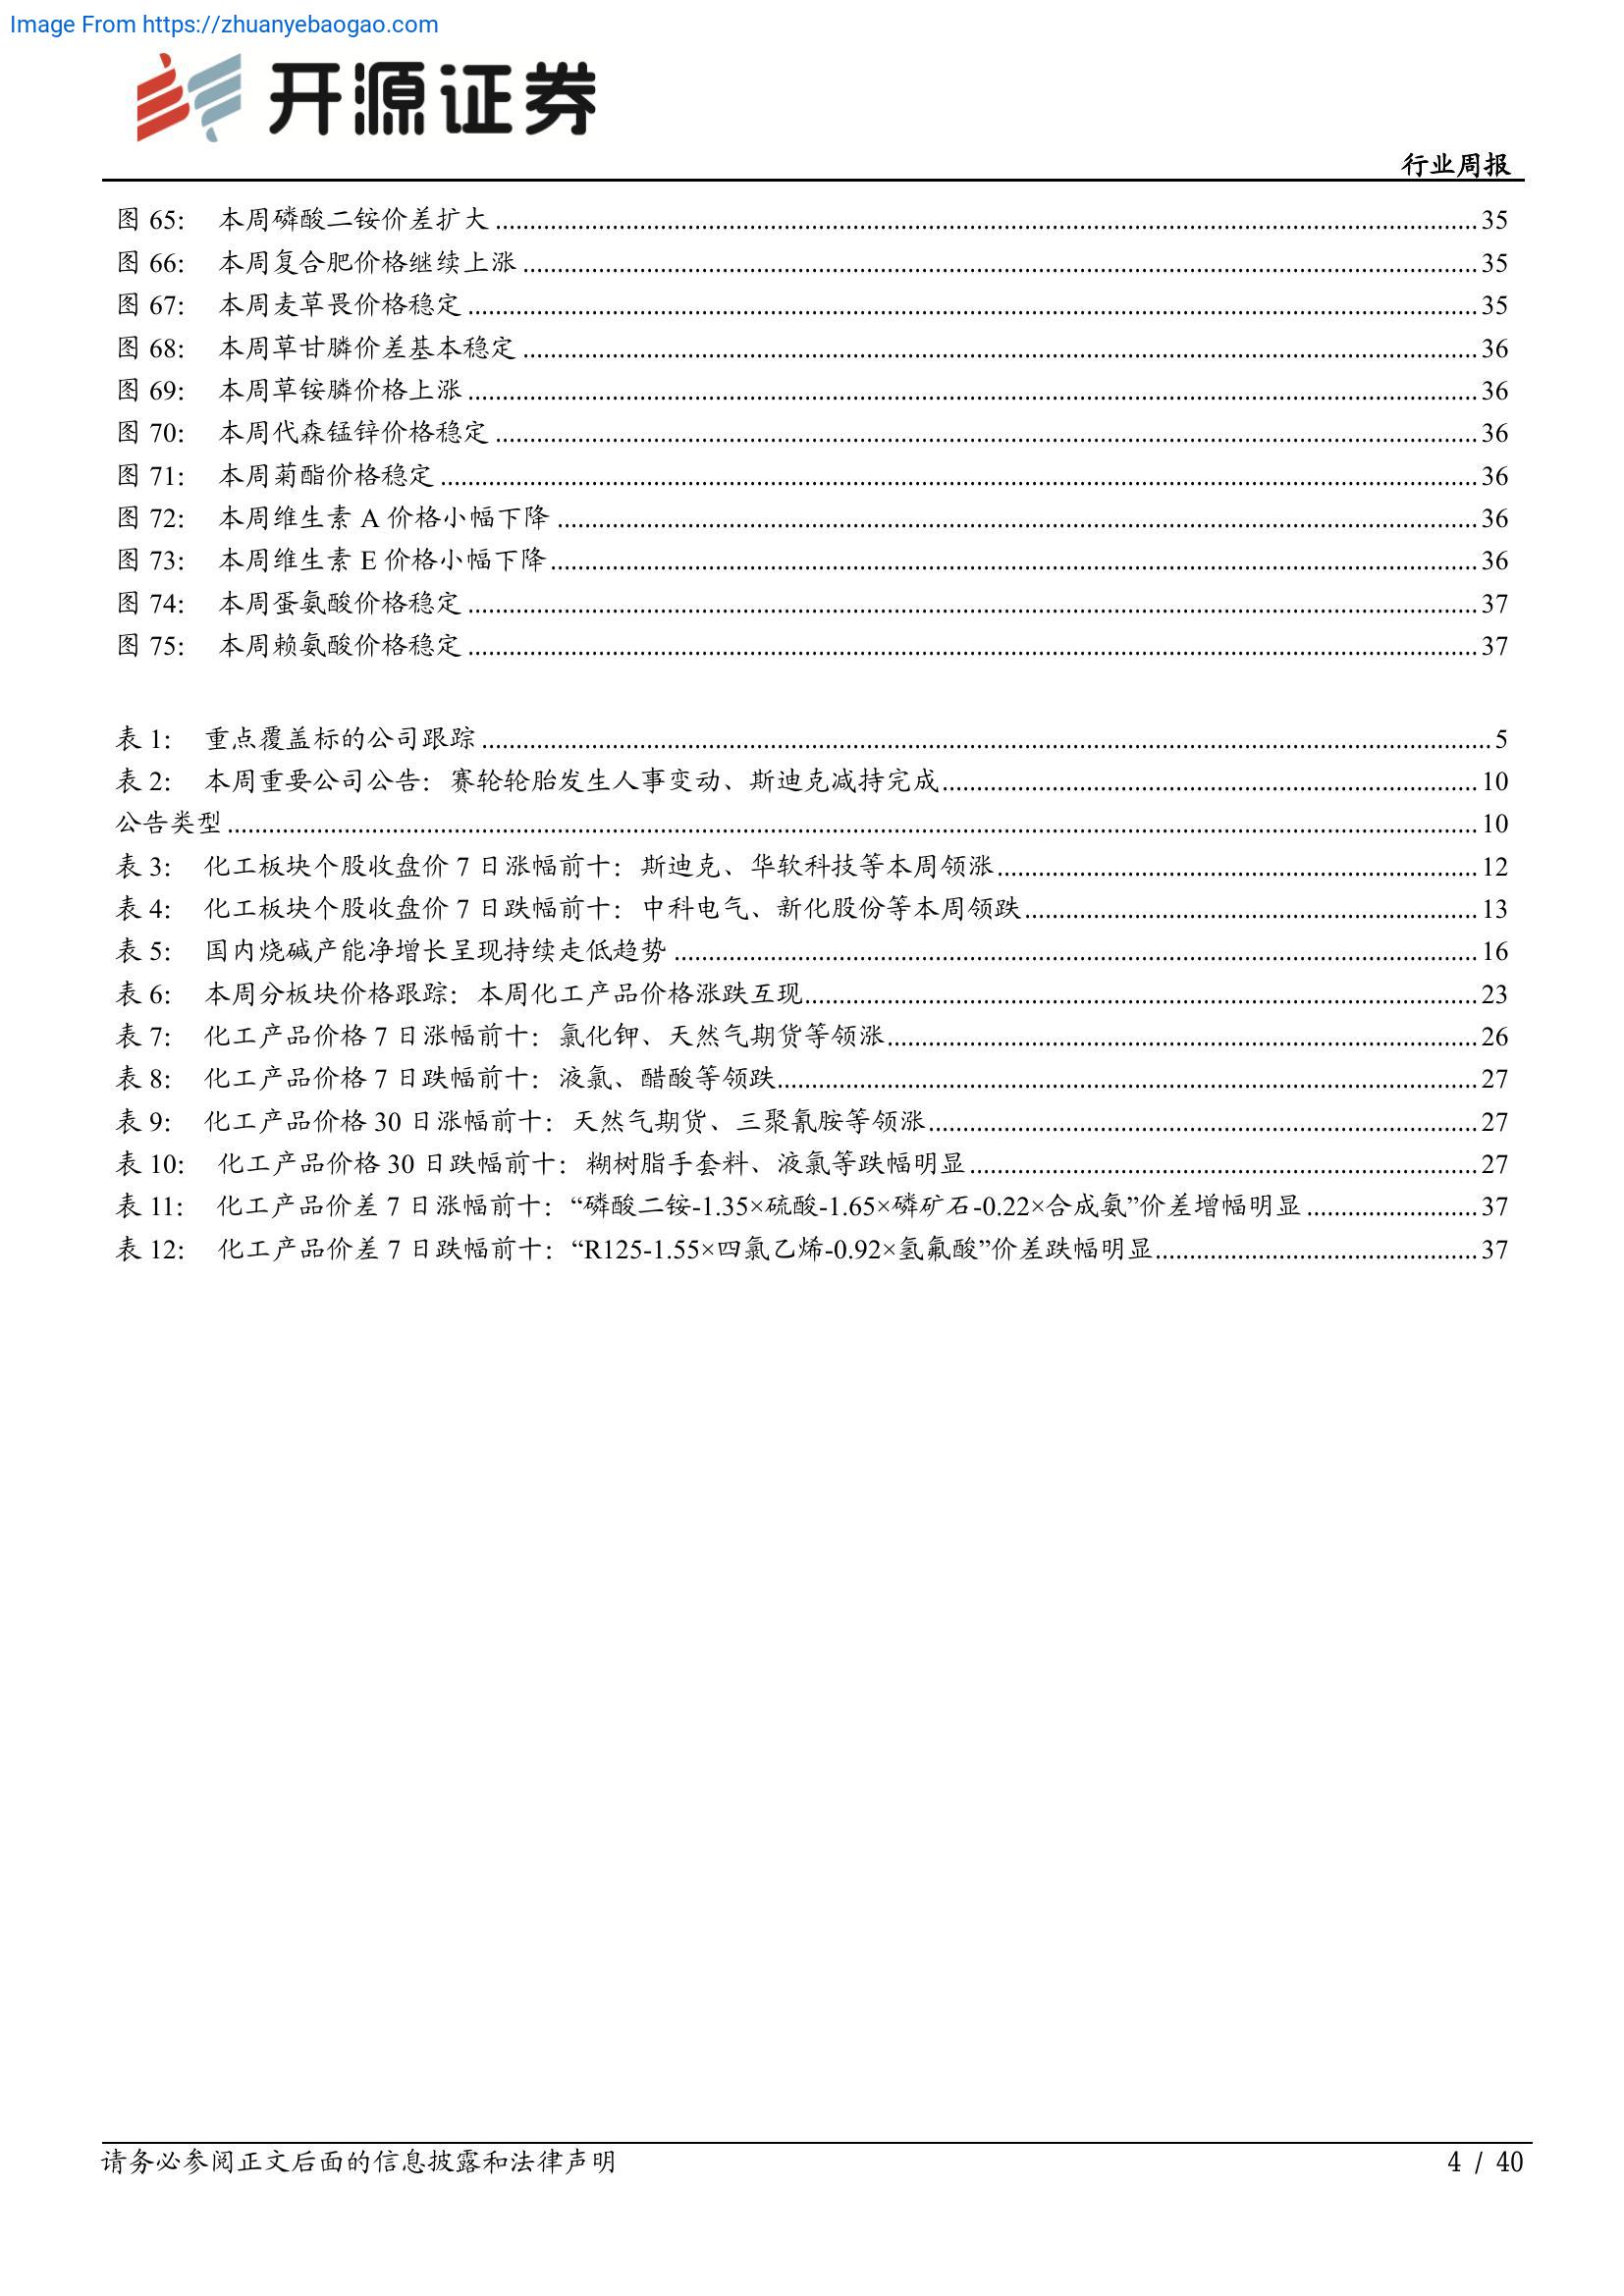 Image From https://zhuanyebaogao.com
开源证券
行业周报
图 65: 本周磷酸二铵价差扩大 35
图 66: 本周复合肥价格继续上涨 35
图 67: 本周麦草畏价格稳定 35
图 68: 本周草甘膦价差基本稳定 36
图 69: 本周草铵膦价格上涨 36
图 70: 本周代森锰锌价格稳定 36
图 71: 本周菊酯价格稳定 36
图 72: 本周维生素 A 价格小幅下降 36
图 73: 本周维生素 E 价格小幅下降 36
图 74: 本周蛋氨酸价格稳定 37
图 75: 本周赖氨酸价格稳定 37
表 1: 重点覆盖标的公司跟踪 5
表 2: 本周重要公司公告：赛轮轮胎发生人事变动、斯迪克减持完成 10
公告类型 10
表 3: 化工板块个股收盘价 7 日涨幅前十：斯迪克、华软科技等本周领涨 12
表 4: 化工板块个股收盘价 7 日跌幅前十：中科电气、新化股份等本周领跌 13
表 5: 国内烧碱产能净增长呈现持续走低趋势 16
表 6: 本周分板块价格跟踪：本周化工产品价格涨跌互现 23
表 7: 化工产品价格 7 日涨幅前十：氯化钾、天然气期货等领涨 26
表 8: 化工产品价格 7 日跌幅前十：液氯、醋酸等领跌 27
表 9: 化工产品价格 30 日涨幅前十：天然气期货、三聚氰胺等领涨 27
表 10: 化工产品价格 30 日跌幅前十：糊树脂手套料、液氯等跌幅明显 27
表 11: 化工产品价差 7 日涨幅前十：“磷酸二铵-1.35×硫酸-1.65×磷矿石-0.22×合成氨”价差增幅明显 37
表 12: 化工产品价差 7 日跌幅前十：“R125-1.55×四氯乙烯-0.92×氢氟酸”价差跌幅明显 37
请务必参阅正文后面的信息披露和法律声明
4 / 40